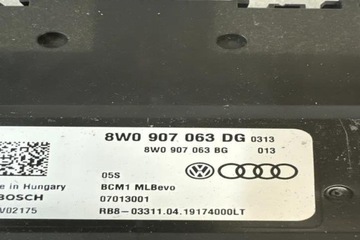 8W0 907 063 DG 0313
8W0 907 063 BG 013
05S
e in Hungary BCM1 MLBevo
BOSCH 07013001
V02175 RB8-03311.04.19174000LT